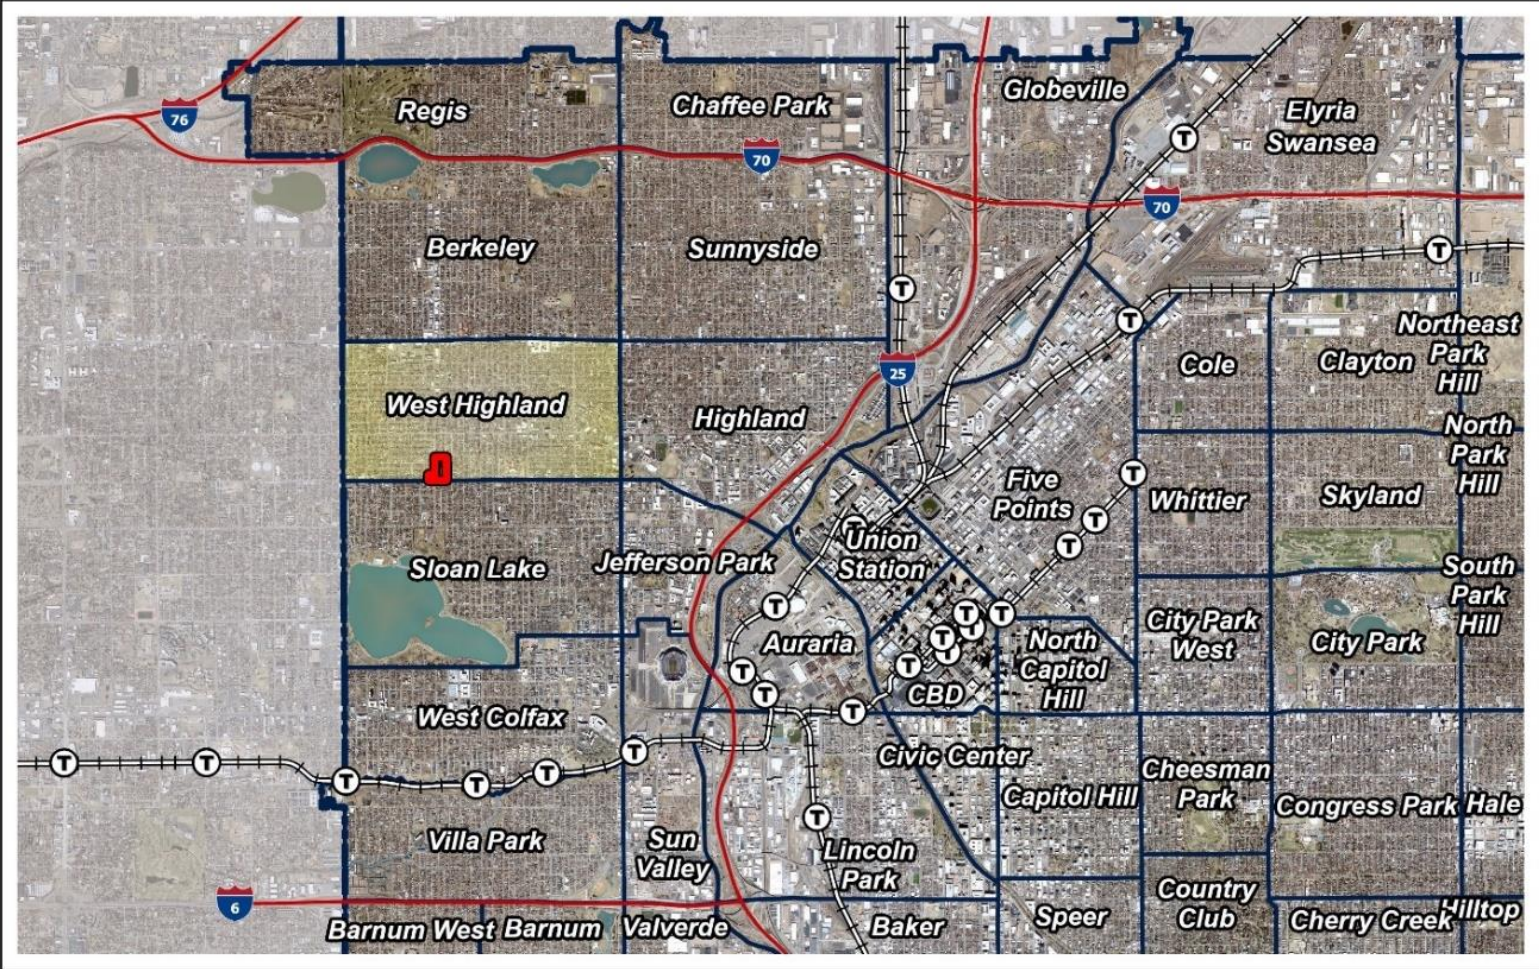 Globeville
Regis
Chaffee Park
Elyria
Swansea
76
70
70
T
Berkeley
Sunnyside
T
T
T
Northeast
Park
Hill
Cole
Clayton
25
West Highland
Highland
North
Park
Hill
T
Five
Points
Whittier
Skyland
T
T
T
Union
Station
Sloan Lake
Jefferson Park
South
Park
Hill
T
T
T
T
T
T
T
City Park
West
City Park
Auraria
North
Capitol
Hill
T
T
CBD
T
West Colfax
T
Civic Center
T
T
T
T
T
Cheesman
Park
Capitol Hill
Congress Park
Hale
T
Villa Park
Sun
Valley
Lincoln
Park
6
Country
Club
Barnum West
Barnum
Valverde
Baker
Speer
Cherry Creek
Hilltop